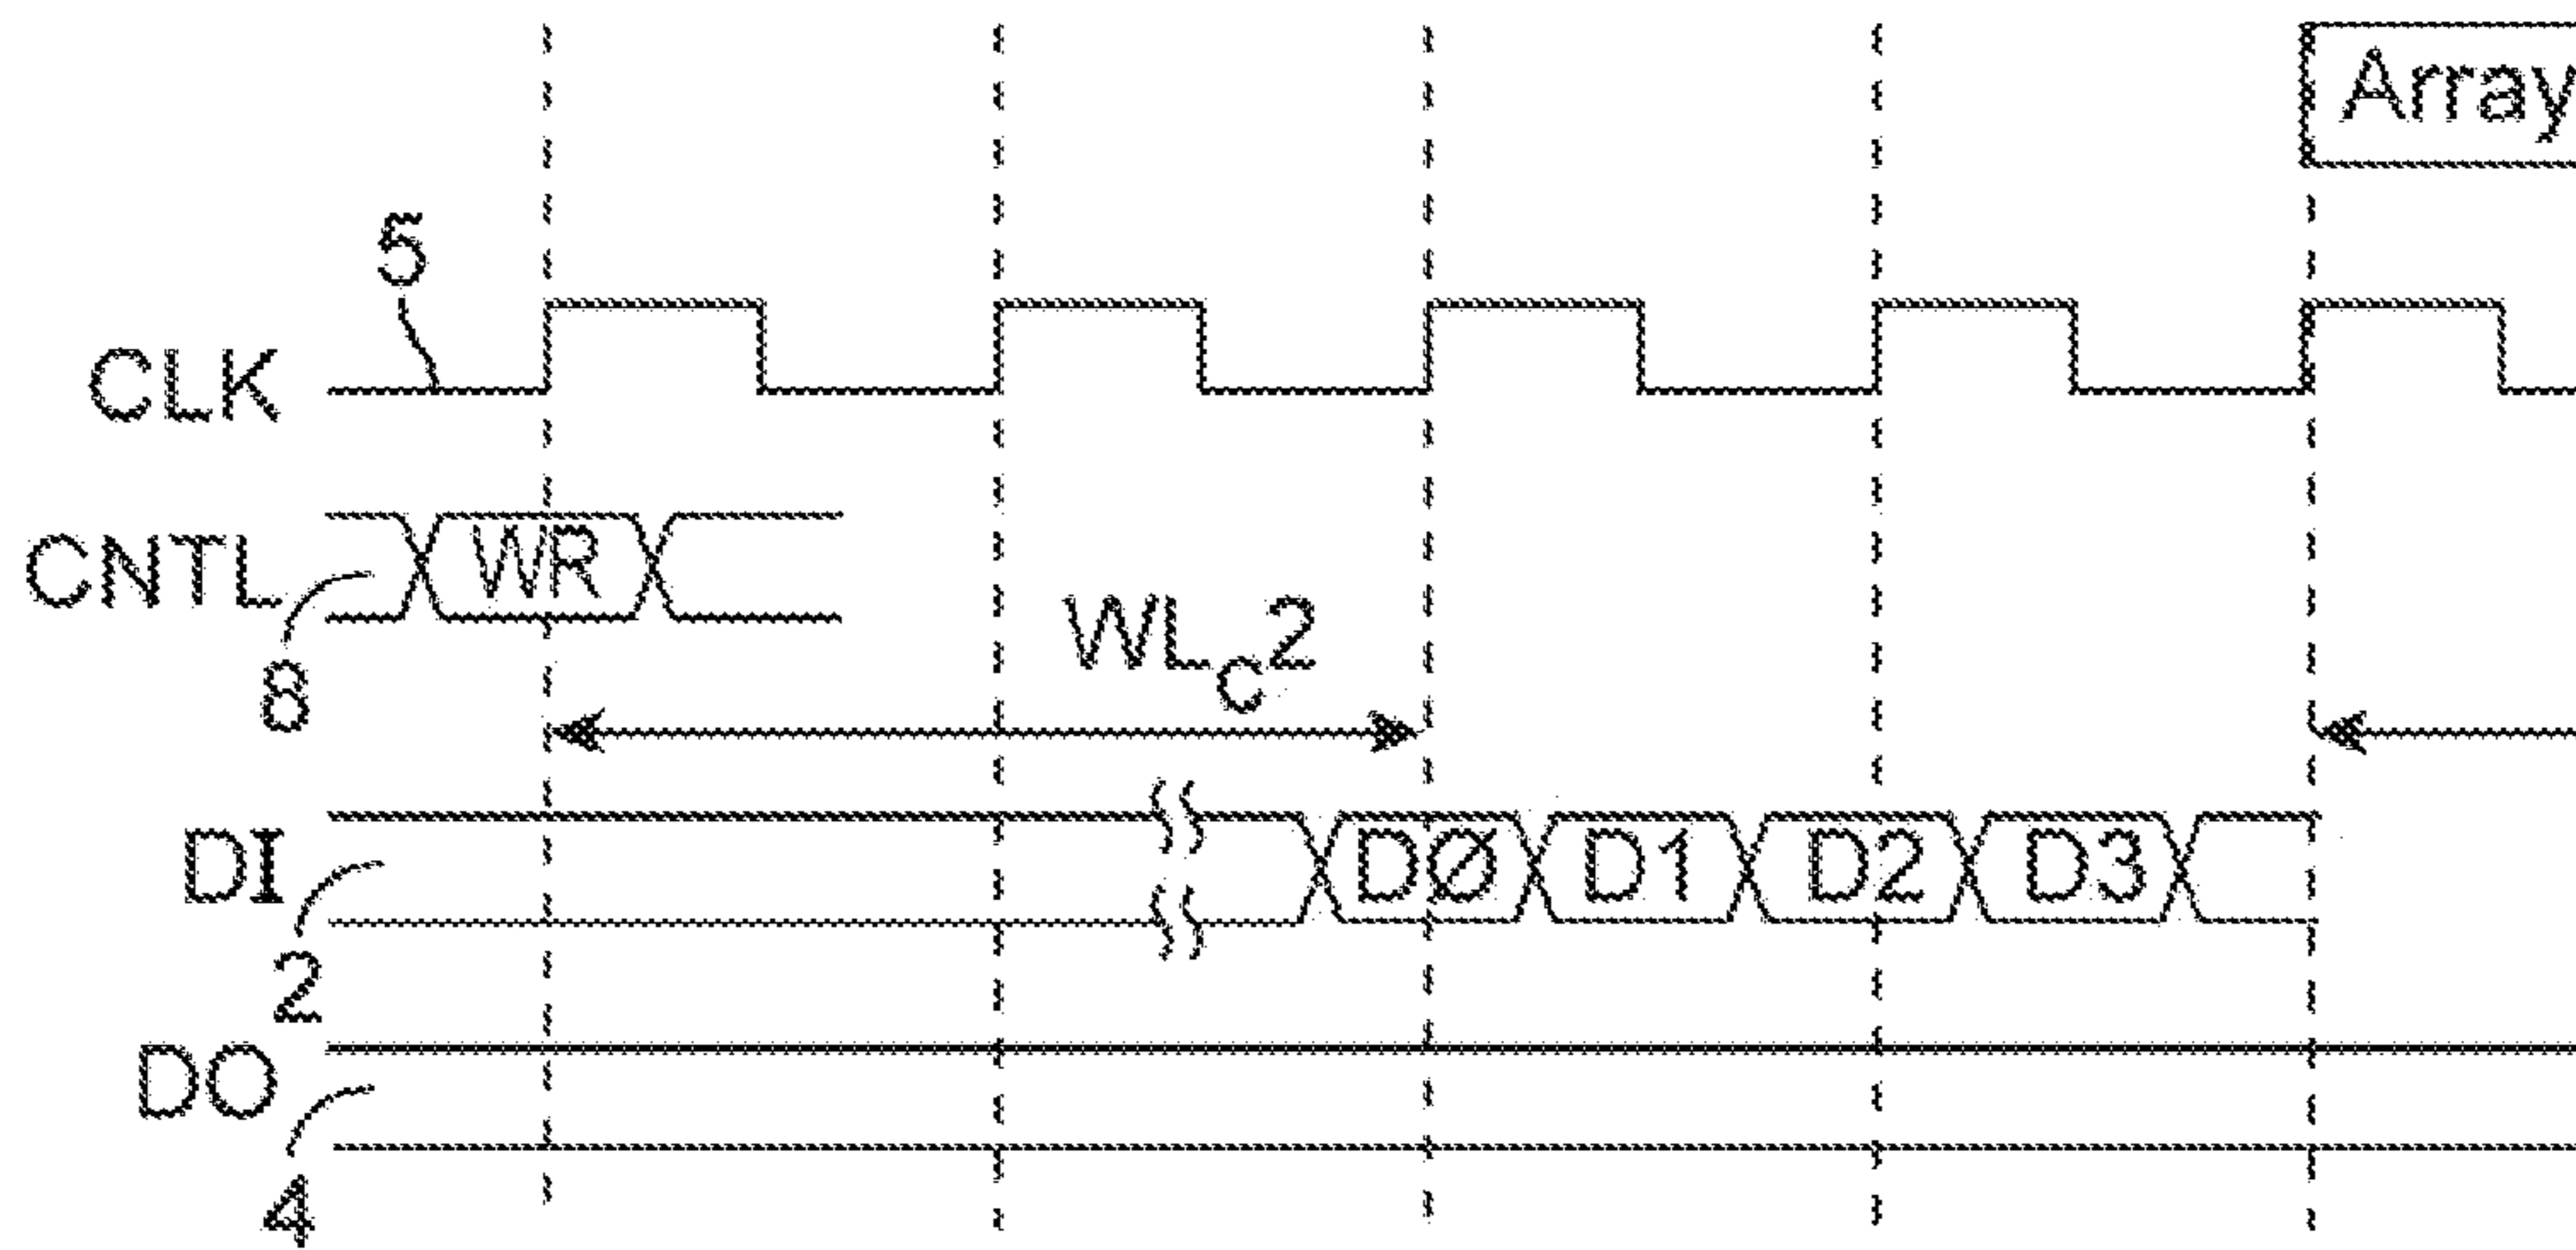 Array
5
CLK
CNTL WR
8
WLC2
DI DØ D1 D2 D3
2
DO
4